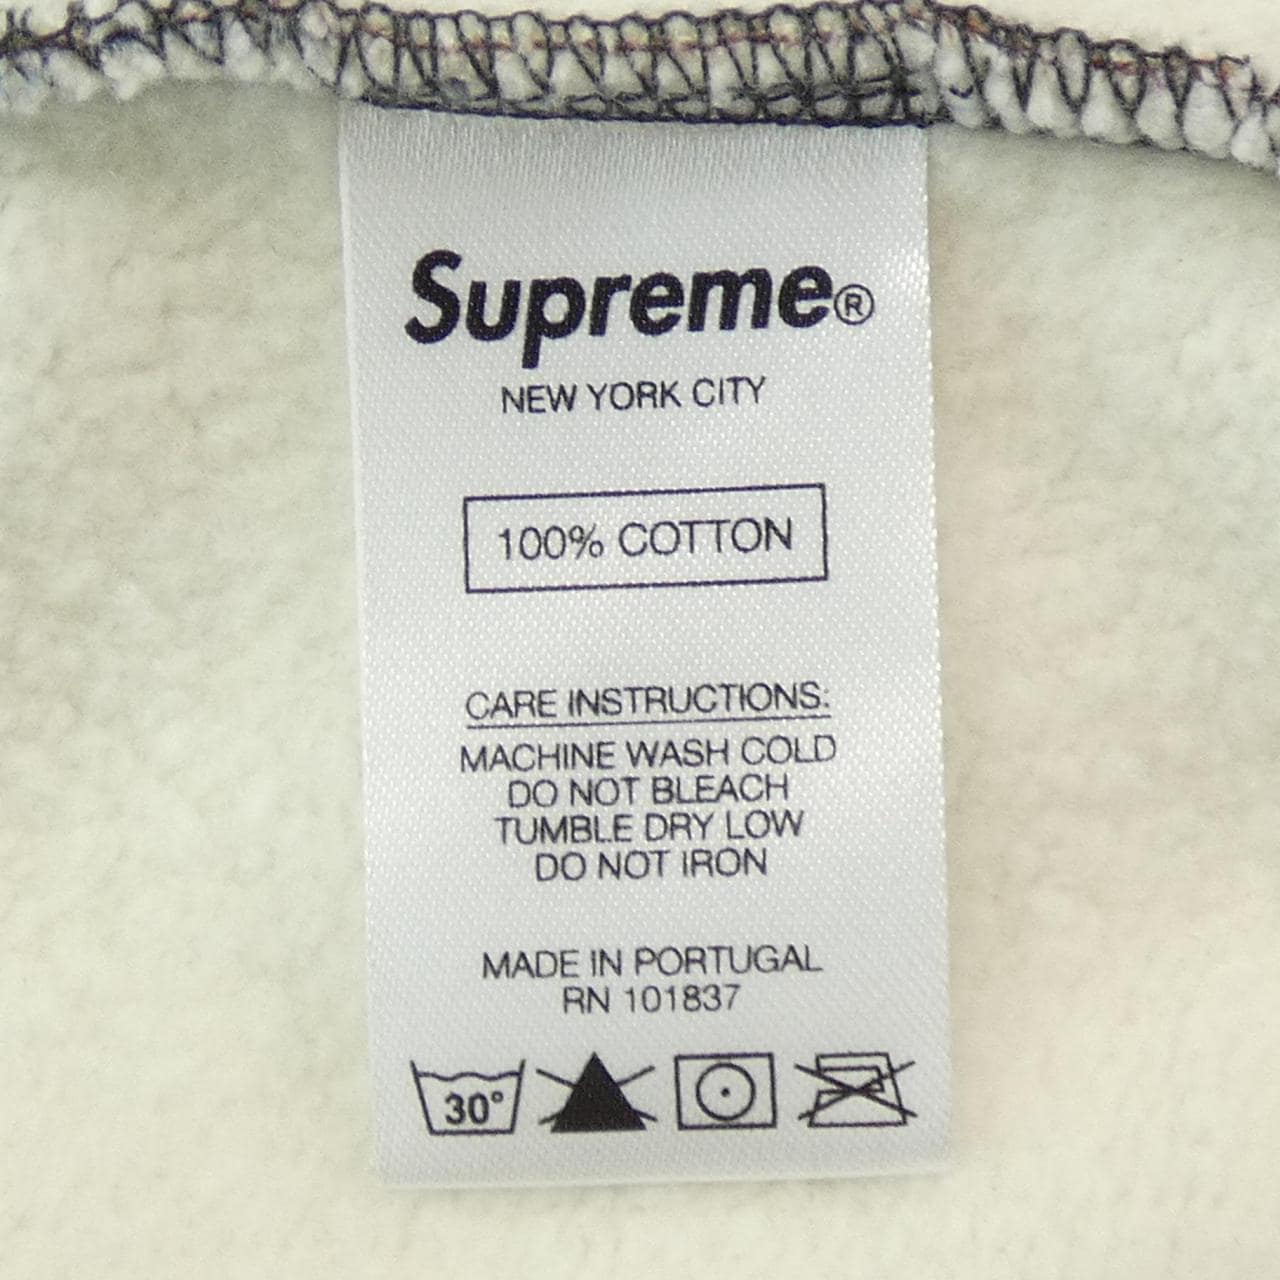 Supreme®
NEW YORK CITY
100% COTTON
CARE INSTRUCTIONS:
MACHINE WASH COLD
DO NOT BLEACH
TUMBLE DRY LOW
DO NOT IRON
MADE IN PORTUGAL
RN 101837
30°